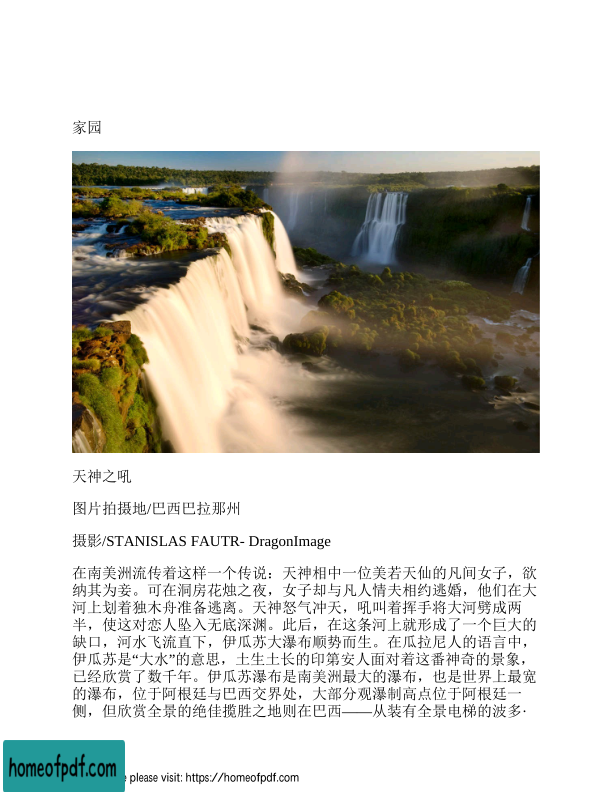 家园
天神之吼
图片拍摄地/巴西巴拉那州
摄影/STANISLAS FAUTR- DragonImage
在南美洲流传着这样一个传说：天神相中一位美若天仙的凡间女子，欲
纳其为妾。可在洞房花烛之夜，女子却与凡人情夫相约逃婚，他们在大
河上划着独木舟准备逃离。天神怒气冲天，吼叫着挥手将大河劈成两
半，使这对恋人坠入无底深渊。此后，在这条河上就形成了一个巨大的
缺口，河水飞流直下，伊瓜苏大瀑布顺势而生。在瓜拉尼人的语言中，
伊瓜苏是“大水”的意思，土生土长的印第安人面对着这番神奇的景象，
已经欣赏了数千年。伊瓜苏瀑布是南美洲最大的瀑布，也是世界上最宽
的瀑布，位于阿根廷与巴西交界处，大部分观瀑制高点位于阿根廷一
侧，但欣赏全景的绝佳揽胜之地则在巴西——从装有全景电梯的波多·
homeofpdf.com
please visit: https://homeofpdf.com